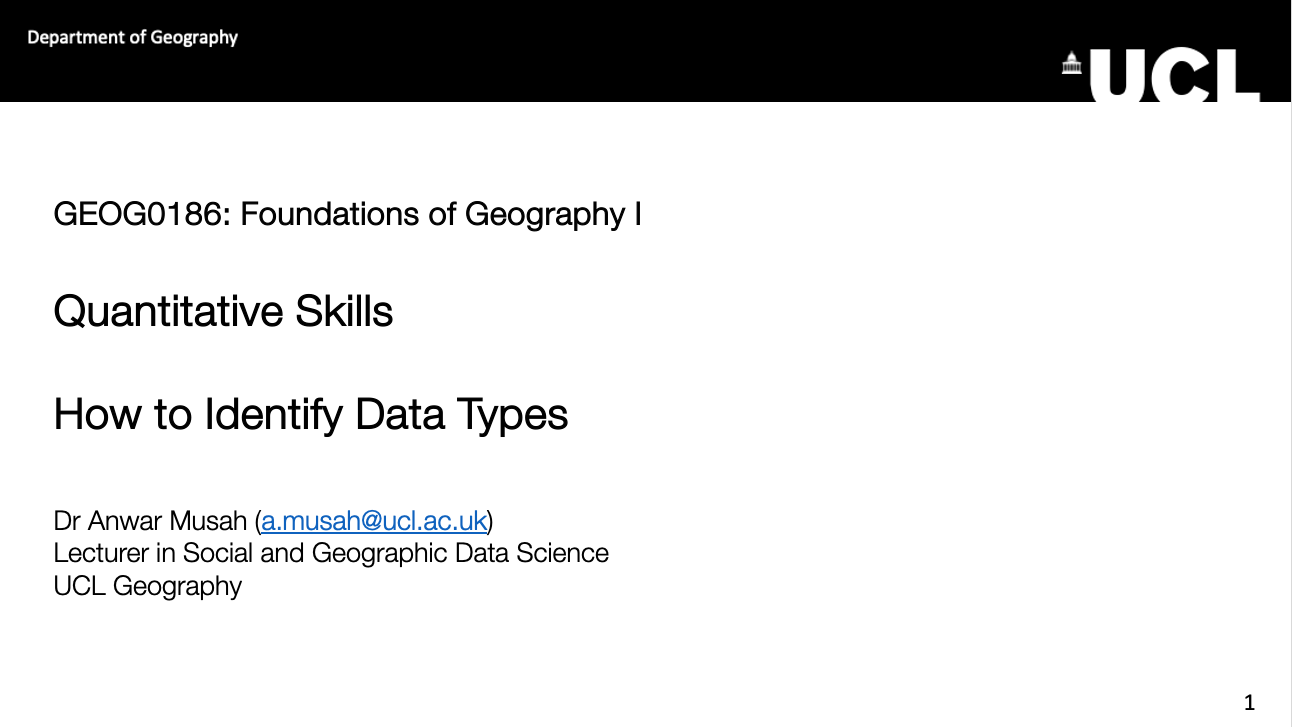 Department of Geography
UCL
GEOG0186: Foundations of Geography I
Quantitative Skills
How to Identify Data Types
Dr Anwar Musah (a.musah@ucl.ac.uk)
Lecturer in Social and Geographic Data Science
UCL Geography
1